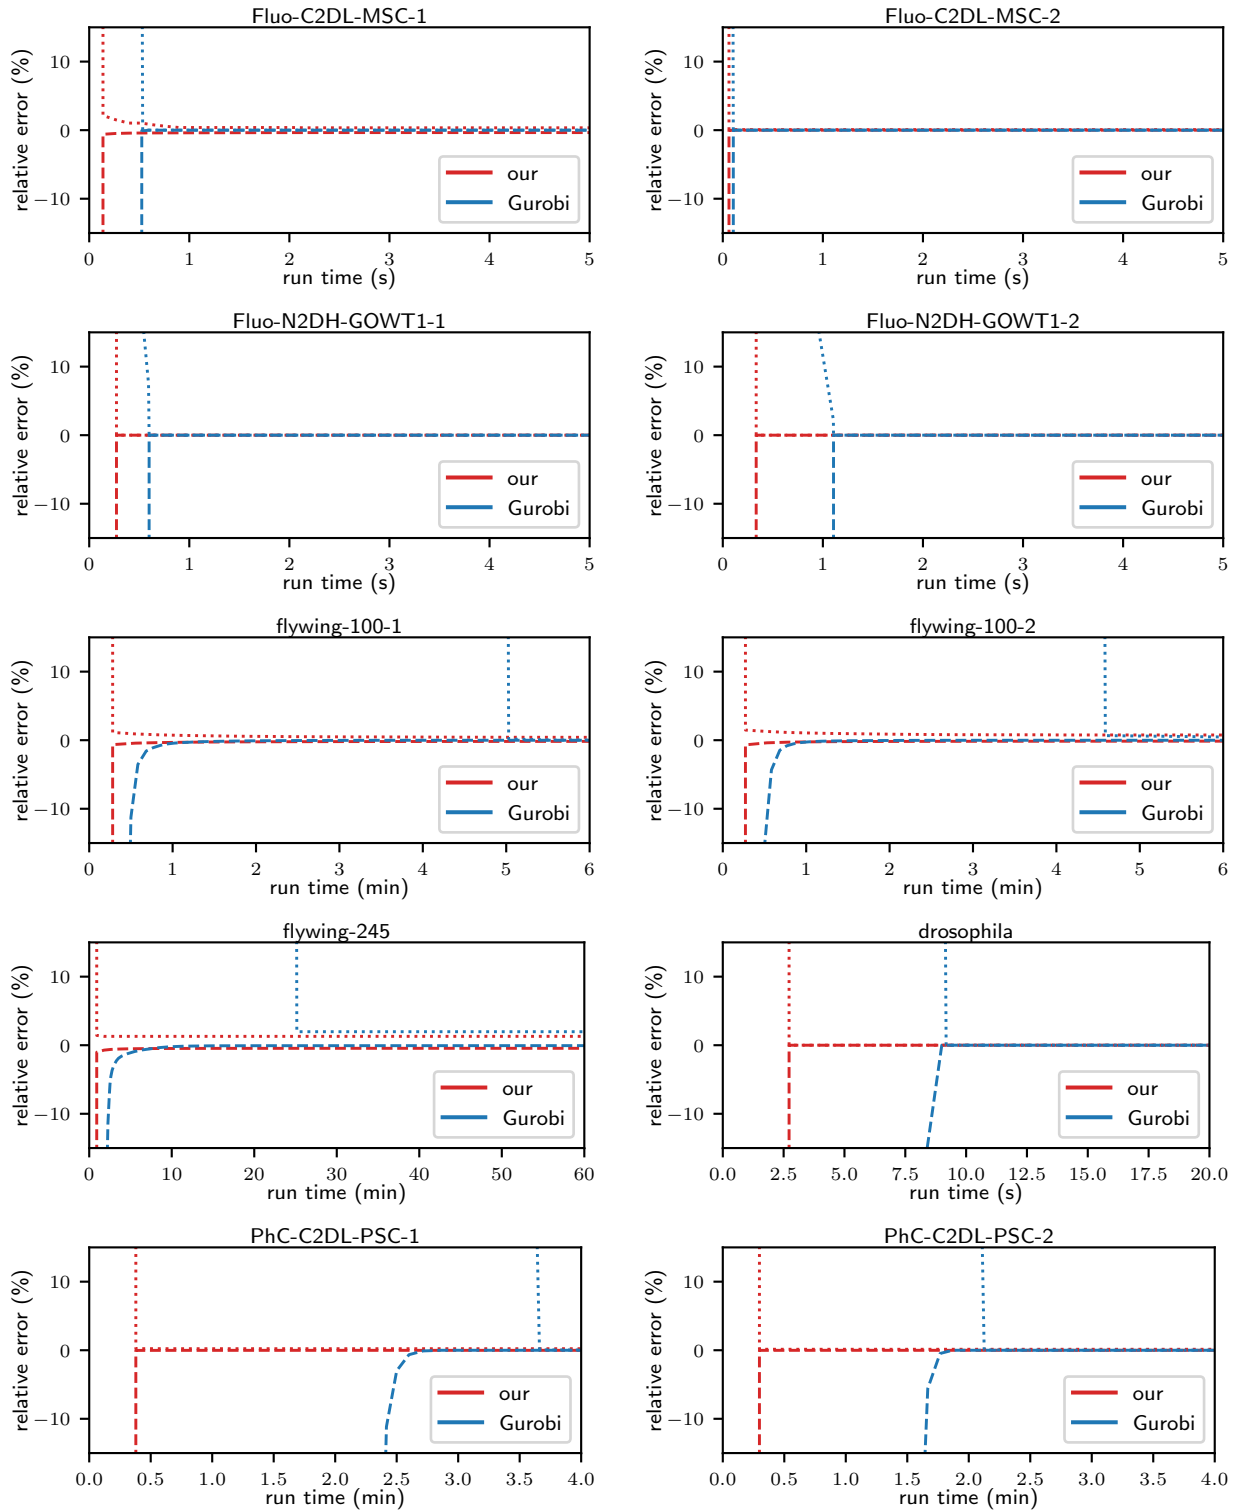 Fluo-C2DL-MSC-1
relative error (%)
10
0
−10
our
Gurobi
0 1 2 3 4 5
run time (s)
Fluo-C2DL-MSC-2
relative error (%)
10
0
−10
our
Gurobi
0 1 2 3 4 5
run time (s)
Fluo-N2DH-GOWT1-1
relative error (%)
10
0
−10
our
Gurobi
0 1 2 3 4 5
run time (s)
Fluo-N2DH-GOWT1-2
relative error (%)
10
0
−10
our
Gurobi
0 1 2 3 4 5
run time (s)
flywing-100-1
relative error (%)
10
0
−10
our
Gurobi
0 1 2 3 4 5 6
run time (min)
flywing-100-2
relative error (%)
10
0
−10
our
Gurobi
0 1 2 3 4 5 6
run time (min)
flywing-245
relative error (%)
10
0
−10
our
Gurobi
0 10 20 30 40 50 60
run time (min)
drosophila
relative error (%)
10
0
−10
our
Gurobi
0.0 2.5 5.0 7.5 10.0 12.5 15.0 17.5 20.0
run time (s)
PhC-C2DL-PSC-1
relative error (%)
10
0
−10
our
Gurobi
0.0 0.5 1.0 1.5 2.0 2.5 3.0 3.5 4.0
run time (min)
PhC-C2DL-PSC-2
relative error (%)
10
0
−10
our
Gurobi
0.0 0.5 1.0 1.5 2.0 2.5 3.0 3.5 4.0
run time (min)